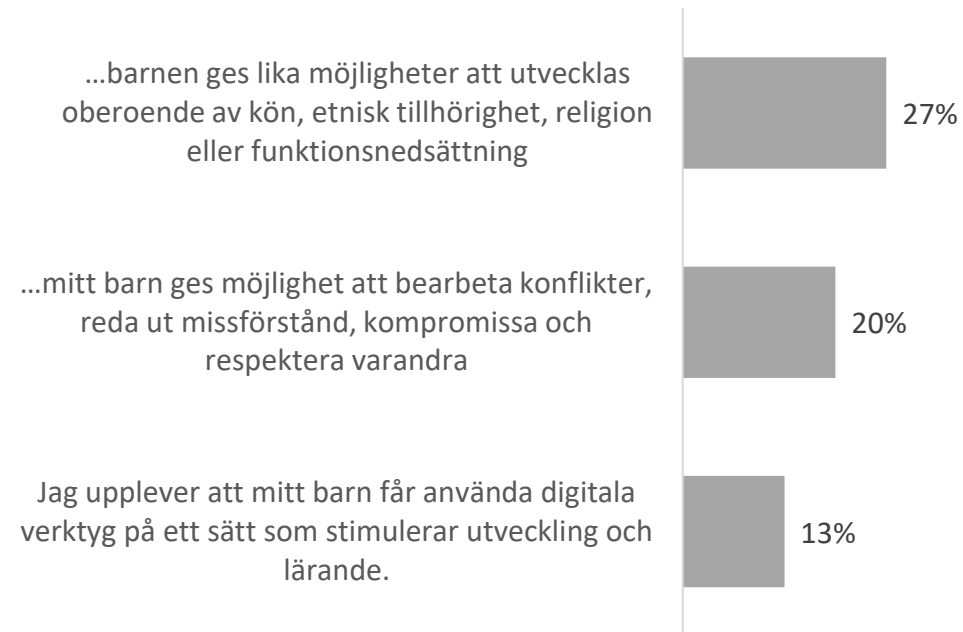 …barnen ges lika möjligheter att utvecklas
oberoende av kön, etnisk tillhörighet, religion
eller funktionsnedsättning
27%
…mitt barn ges möjlighet att bearbeta konflikter,
reda ut missförstånd, kompromissa och
respektera varandra
20%
Jag upplever att mitt barn får använda digitala
verktyg på ett sätt som stimulerar utveckling och
lärande.
13%